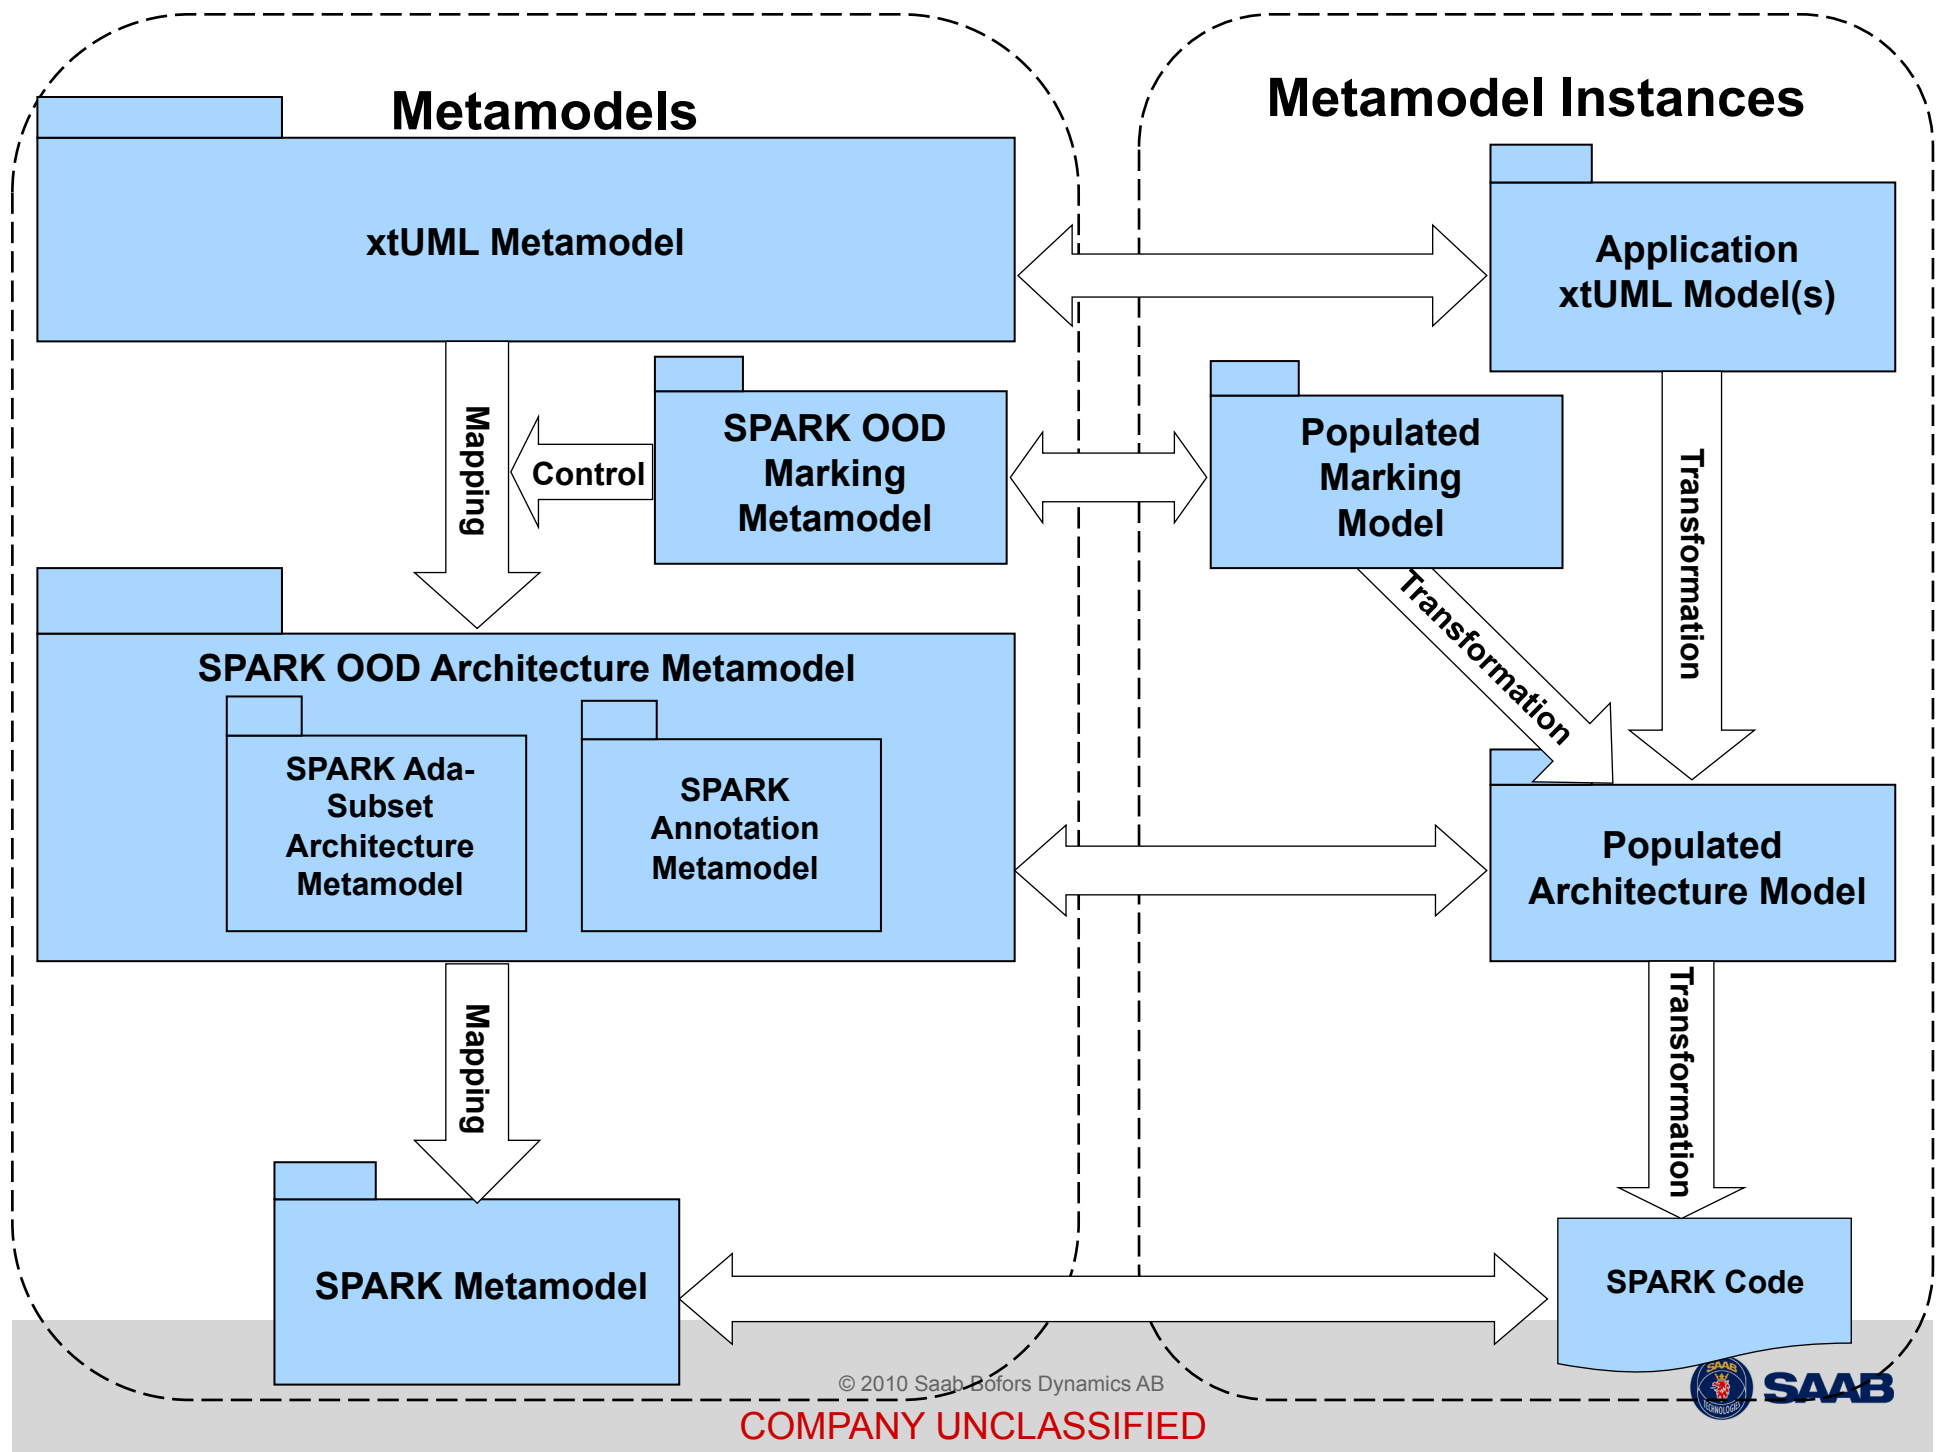 Metamodels
Metamodel Instances
xtUML Metamodel
Application
xtUML Model(s)
Mapping
Control
SPARK OOD
Marking
Metamodel
Populated
Marking
Model
Transformation
Transformation
SPARK OOD Architecture Metamodel
SPARK Ada-
Subset
Architecture
Metamodel
SPARK
Annotation
Metamodel
Populated
Architecture Model
Mapping
Transformation
SPARK Metamodel
SPARK Code
© 2010 Saab Bofors Dynamics AB
COMPANY UNCLASSIFIED
SAAB
TECHNOLOGIES
SAAB